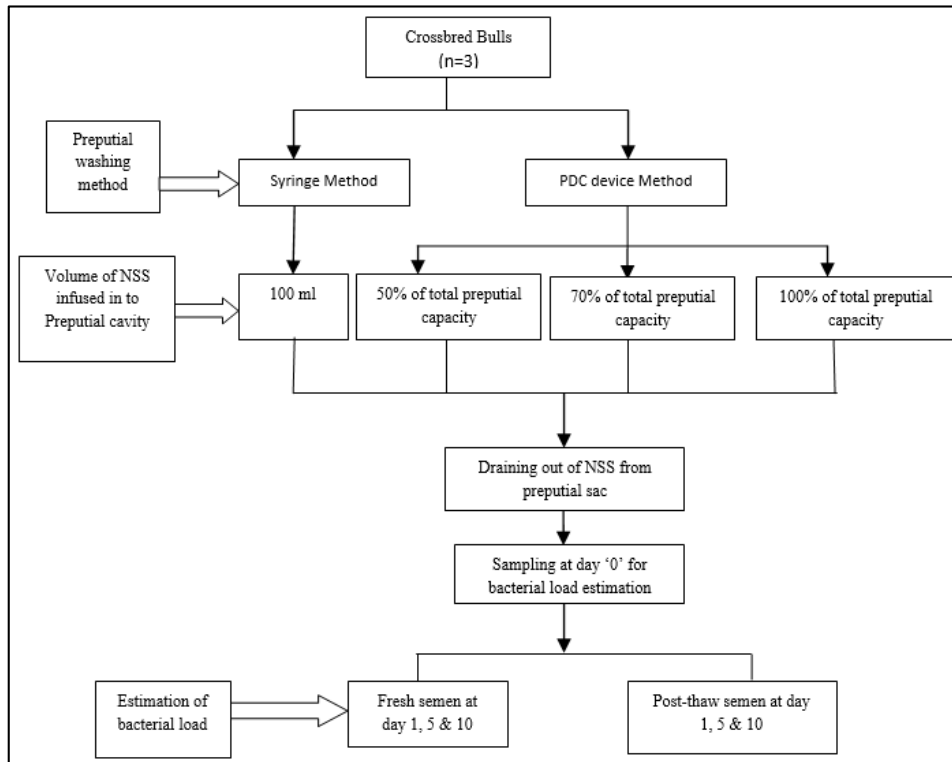 Crossbred Bulls
(n=3)
Preputial
washing
method
Syringe Method
PDC device Method
Volume of NSS
infused in to
Preputial cavity
100 ml
50% of total preputial
capacity
70% of total preputial
capacity
100% of total preputial
capacity
Draining out of NSS from
preputial sac
Sampling at day ‘0’ for
bacterial load estimation
Estimation of
bacterial load
Fresh semen at
day 1, 5 & 10
Post-thaw semen at day
1, 5 & 10